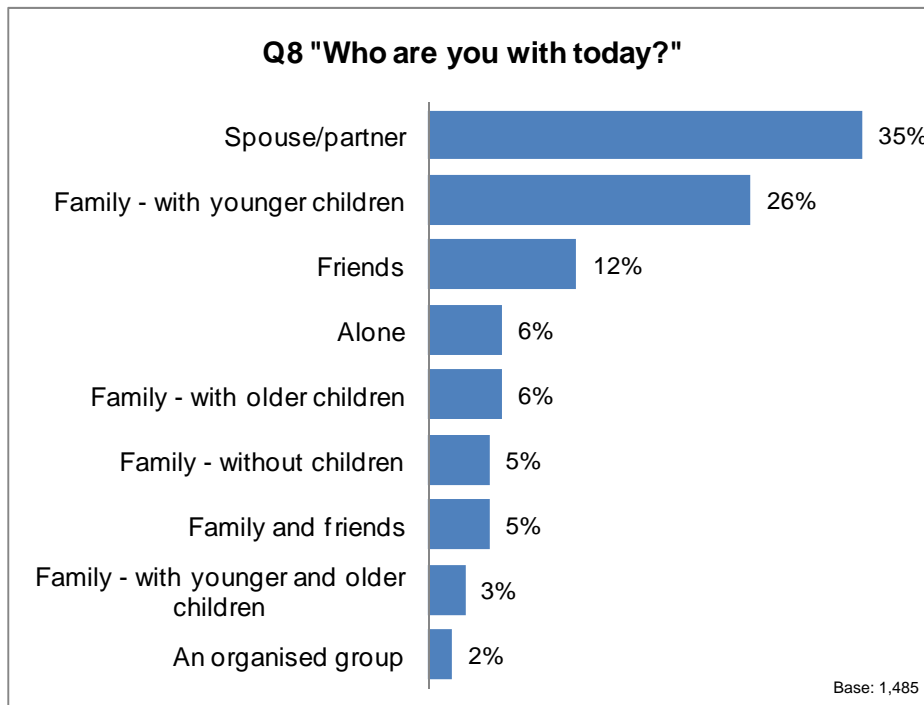 Q8 "Who are you with today?"
Spouse/partner 35%
Family - with younger children 26%
Friends 12%
Alone 6%
Family - with older children 6%
Family - without children 5%
Family and friends 5%
Family - with younger and older
children 3%
An organised group 2%
Base: 1,485